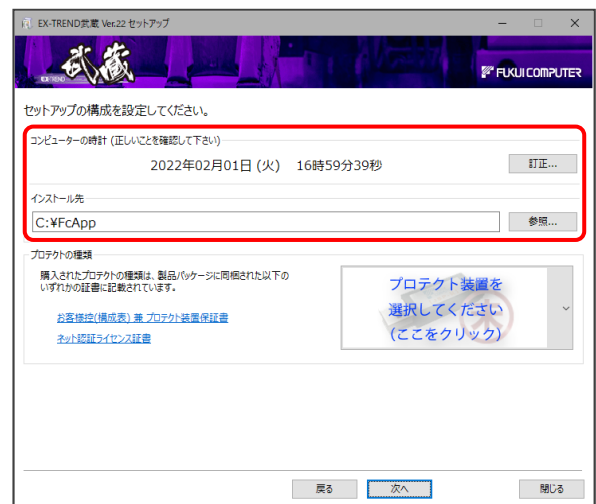 EX-TREND武蔵 Ver.22 セットアップ
武蔵
EX-TREND
FUKUI COMPUTER
セットアップの構成を設定してください。
コンピューターの時計 (正しいことを確認して下さい)
2022年02月01日 (火) 16時59分39秒
訂正...
インストール先
C:¥FcApp
参照...
プロテクトの種類
購入されたプロテクトの種類は、製品パッケージに同梱された以下の
いずれかの証書に記載されています。
お客様控(構成表) 兼 プロテクト装置保証書
ネット認証ライセンス証書
プロテクト装置を
選択してください
(ここをクリック)
未
戻る
次へ
閉じる